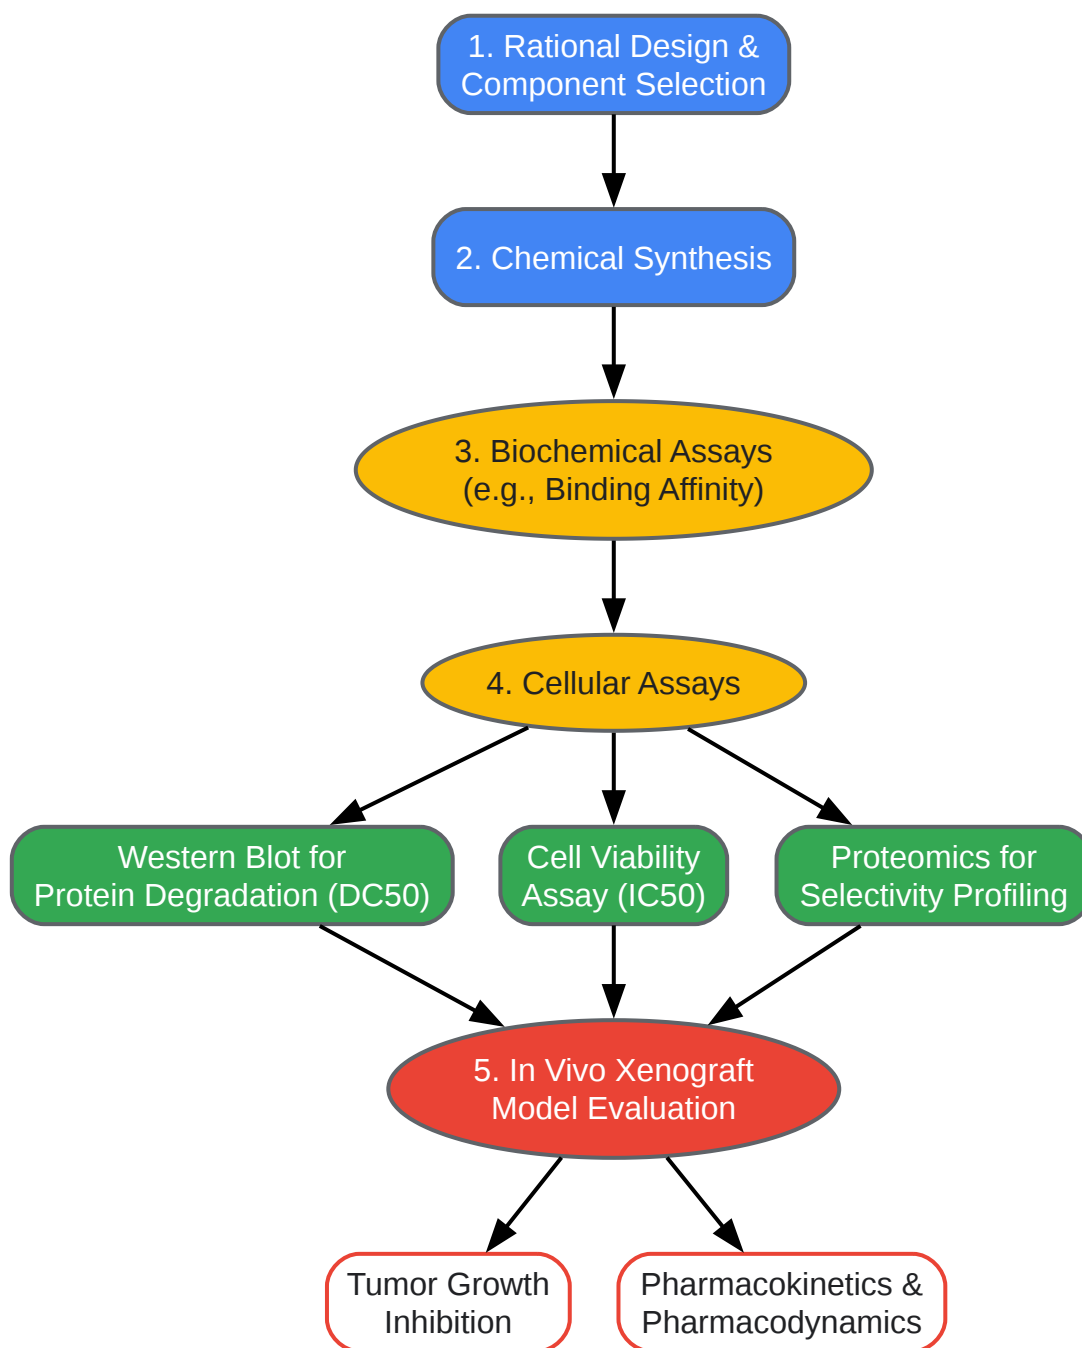 1. Rational Design &
Component Selection
2. Chemical Synthesis
3. Biochemical Assays
(e.g., Binding Affinity)
4. Cellular Assays
Western Blot for
Protein Degradation (DC50)
Cell Viability
Assay (IC50)
Proteomics for
Selectivity Profiling
5. In Vivo Xenograft
Model Evaluation
Tumor Growth
Inhibition
Pharmacokinetics &
Pharmacodynamics